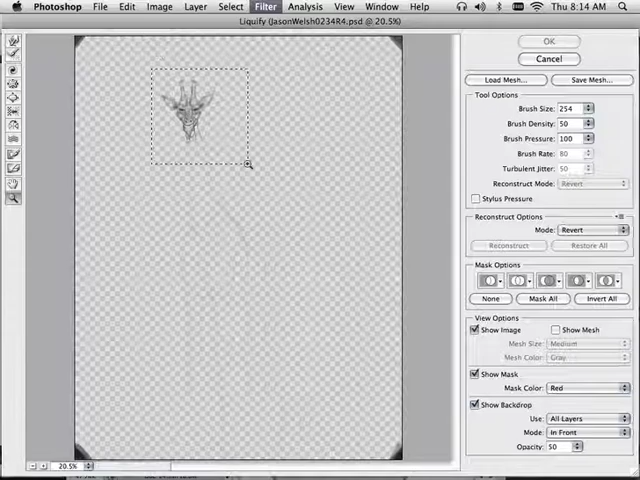 File Edit Image Layer Select Filter Analysis View Window Help Thu 8:14 AM
Liquify (JasonWelsh0234R4.psd @ 20.5%)
OK
Cancel
Load Mesh... Save Mesh...
Tool Options
Brush Size: 254
Brush Density: 50
Brush Pressure: 100
Brush Rate: 80
Turbulent Jitter: 50
Reconstruct Mode: Revert
Stylus Pressure
Reconstruct Options
Mode: Revert
Reconstruct Restore All
Mask Options
None Mask All Invert All
View Options
Show Image Show Mesh
Mesh Size: Medium
Mesh Color: Gray
Show Mask
Mask Color: Red
Show Backdrop
Use: All Layers
Mode: In Front
Opacity: 50
20.5%